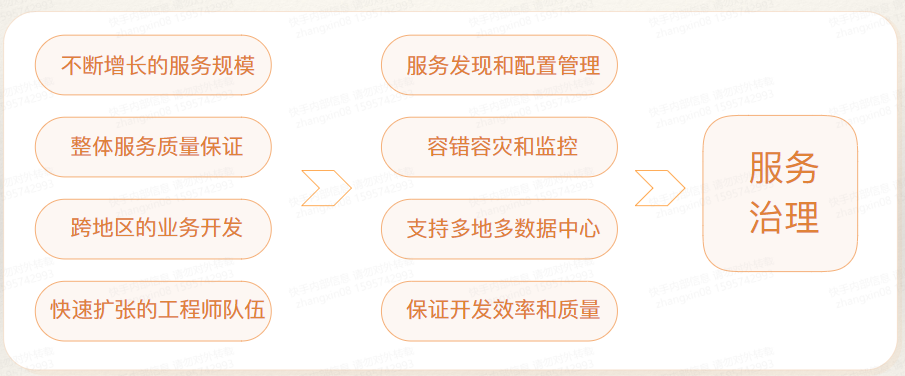 不断增长的服务规模
整体服务质量保证
跨地区的业务开发
快速扩张的工程师队伍
服务发现和配置管理
容错容灾和监控
支持多地多数据中心
保证开发效率和质量
服务
治理